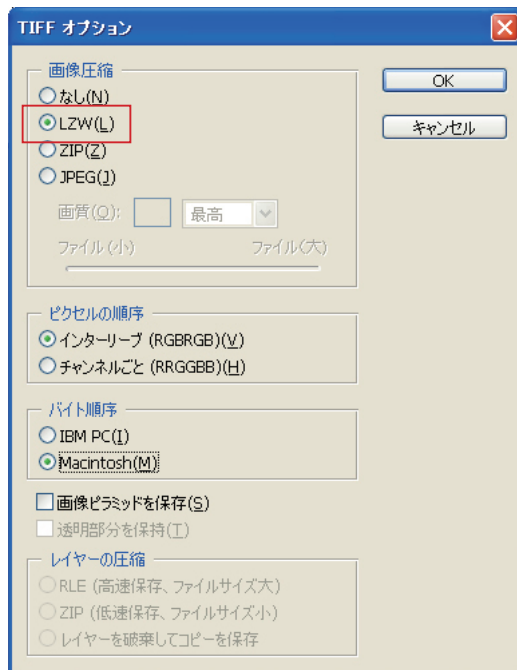 TIFF オプション
画像圧縮
なし(N)
LZW(L)
ZIP(Z)
JPEG(J)
画質(Q): 最高
ファイル(小) ファイル(大)
OK
キャンセル
ピクセルの順序
インターリーブ (RGBRGB)(V)
チャンネルごと (RRGGBB)(H)
バイト順序
IBM PC(I)
Macintosh(M)
画像ピラミッドを保存(S)
透明部分を保持(T)
レイヤーの圧縮
RLE (高速保存、ファイルサイズ大)
ZIP (低速保存、ファイルサイズ小)
レイヤーを破棄してコピーを保存